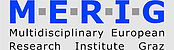 M·E·R·I·G
Multidisciplinary European
Research Institute Graz